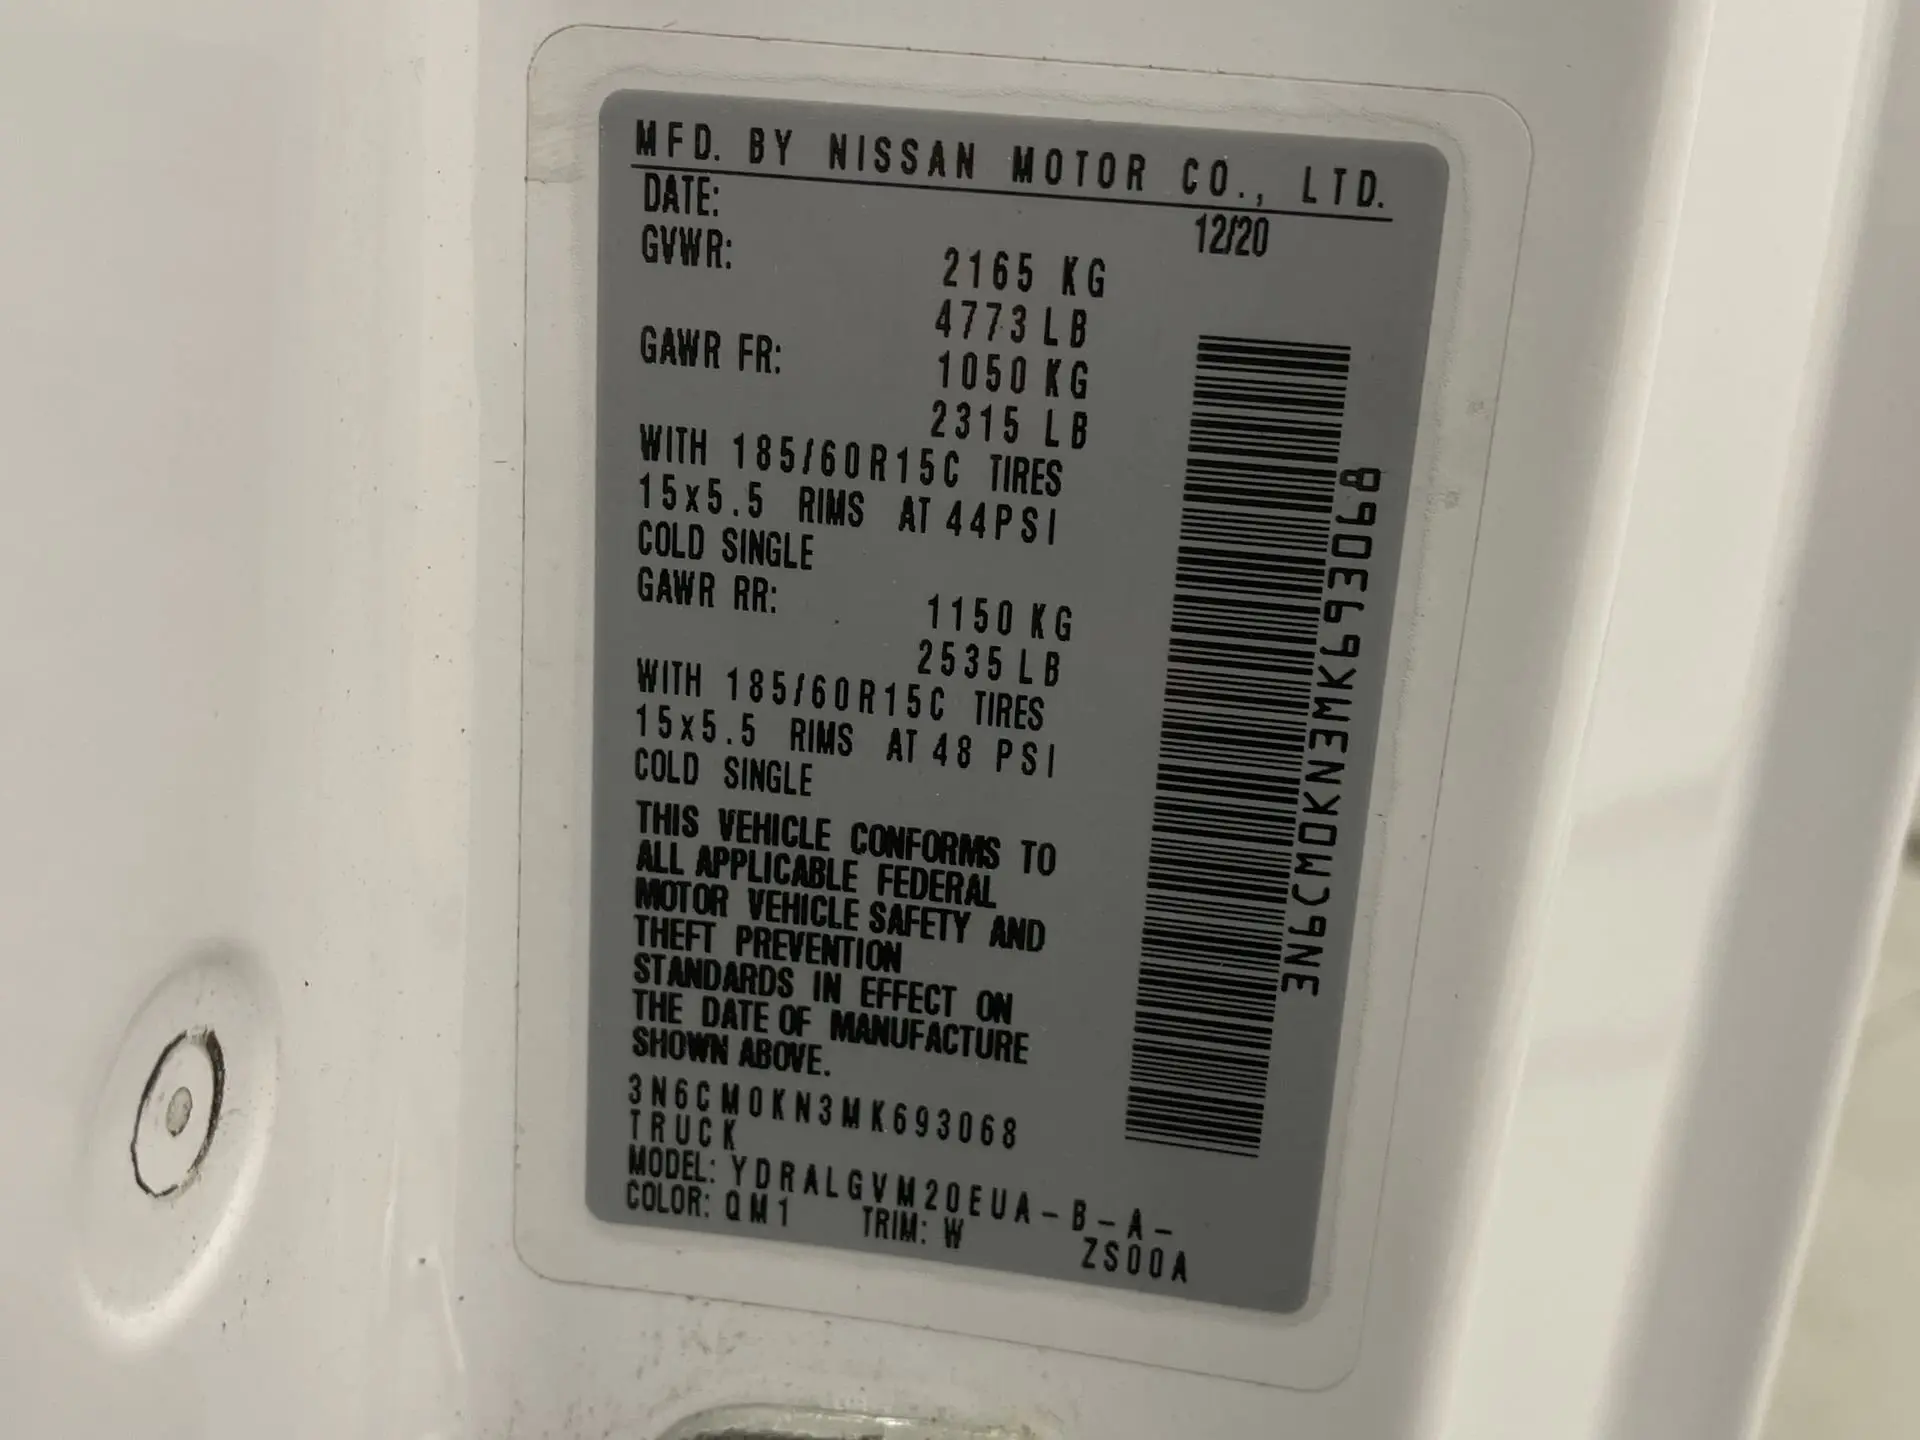 MFD. BY NISSAN MOTOR CO., LTD.
DATE: 12/20
GVWR: 2165 KG
4773 LB
GAWR FR: 1050 KG
2315 LB
WITH 185/60R15C TIRES
15x5.5 RIMS AT 44PSI
COLD SINGLE
GAWR RR: 1150 KG
2535 LB
WITH 185/60R15C TIRES
15x5.5 RIMS AT 48 PSI
COLD SINGLE
THIS VEHICLE CONFORMS TO
ALL APPLICABLE FEDERAL
MOTOR VEHICLE SAFETY AND
THEFT PREVENTION
STANDARDS IN EFFECT ON
THE DATE OF MANUFACTURE
SHOWN ABOVE.
3N6CM0KN3MK693068
TRUCK
MODEL: YDRALGVM20EUA-B-A-
COLOR: QM1 TRIM: W ZS00A
3N6CM0KN3MK693068